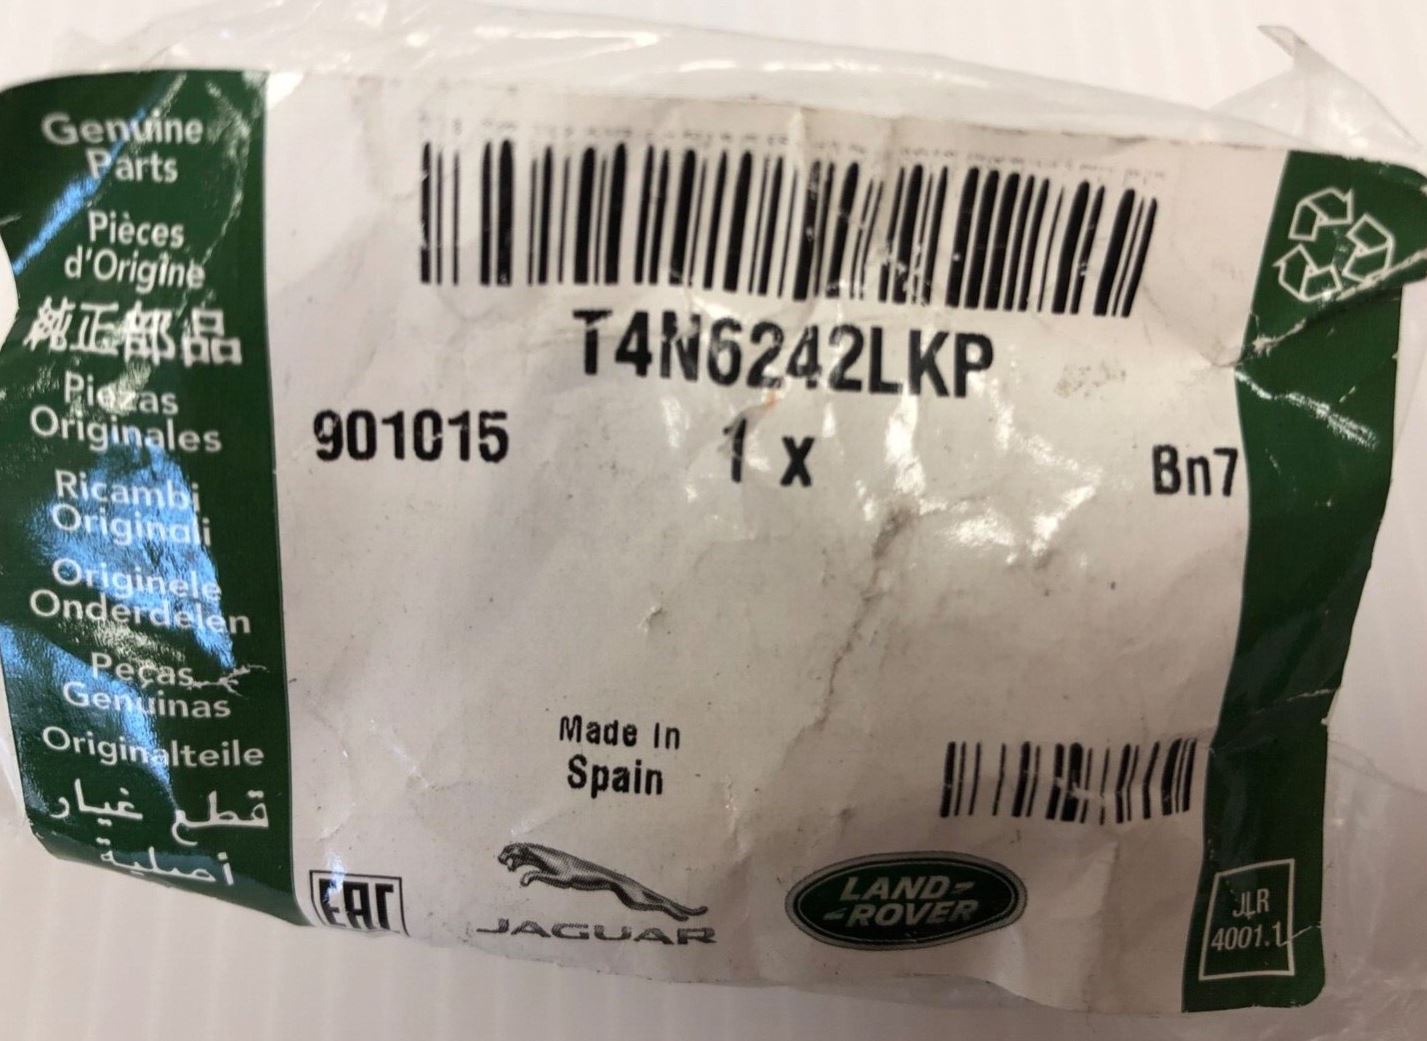 Genuine
Parts
Pièces
d'Origine
純正部品
Piezas
Originales
Ricambi
Originali
Originele
Onderdelen
Peças
Genuinas
Originalteile
قطع غيار
أصلية
T4N6242LKP
901015
1 x
Bn7
Made In
Spain
EAC
JAGUAR
LAND-
-ROVER
JLR
4001.1